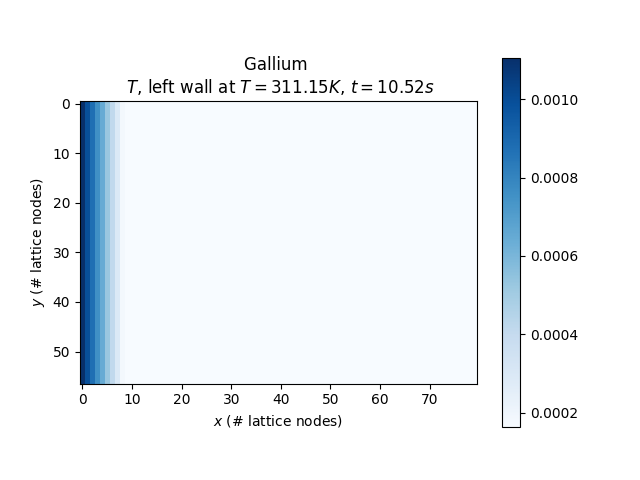 Gallium
T, left wall at T = 311.15K, t = 10.52s
0
10
20
30
40
50
y (# lattice nodes)
0 10 20 30 40 50 60 70
x (# lattice nodes)
0.0010
0.0008
0.0006
0.0004
0.0002